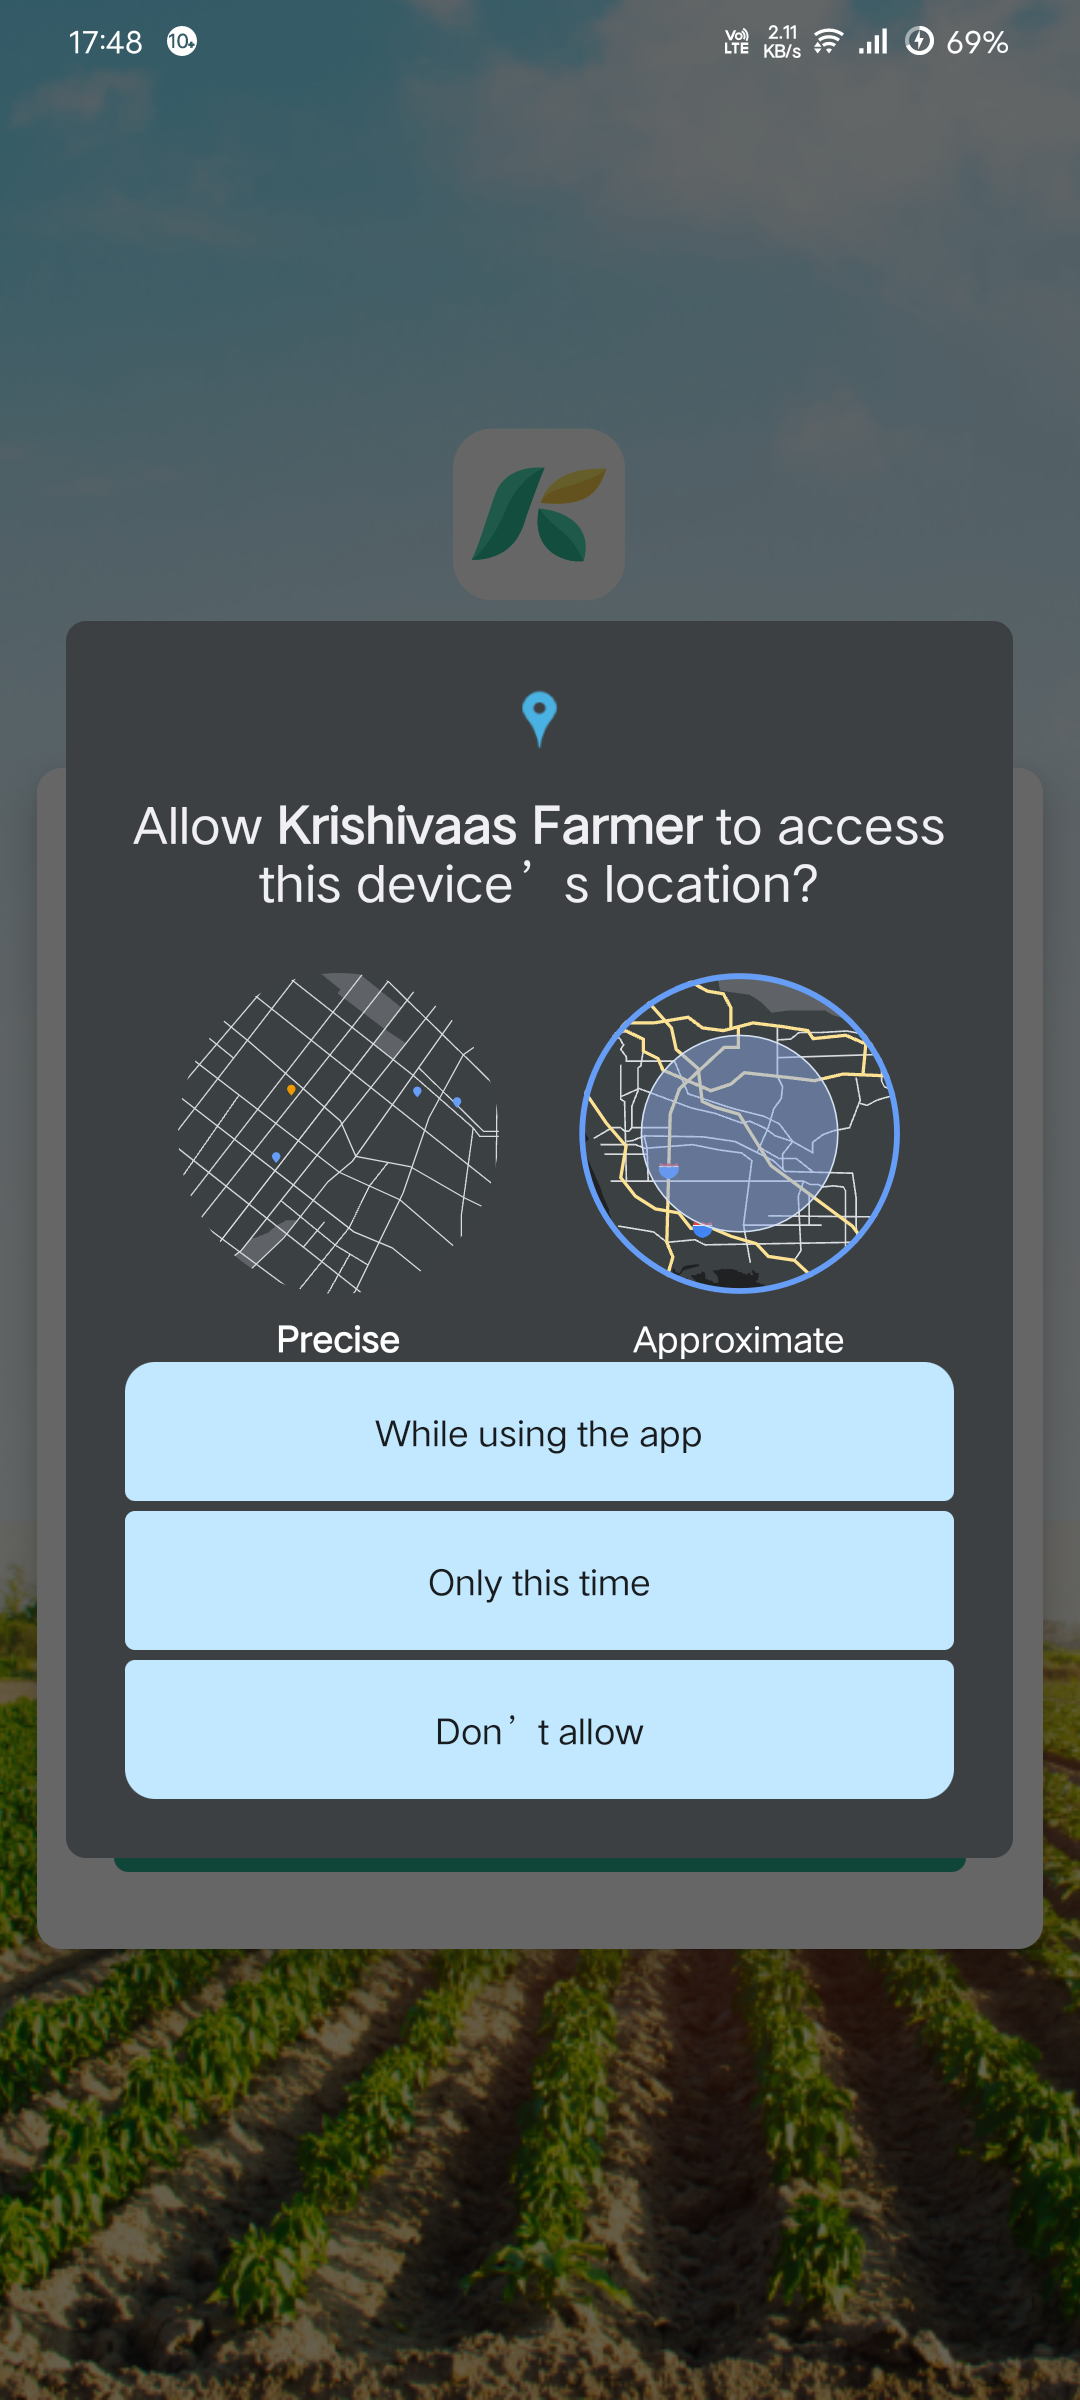 17:48 10+ Vo)) LTE 2.11 KB/s 69%
Allow Krishivaas Farmer to access
this device’s location?
Precise Approximate
While using the app
Only this time
Don’t allow